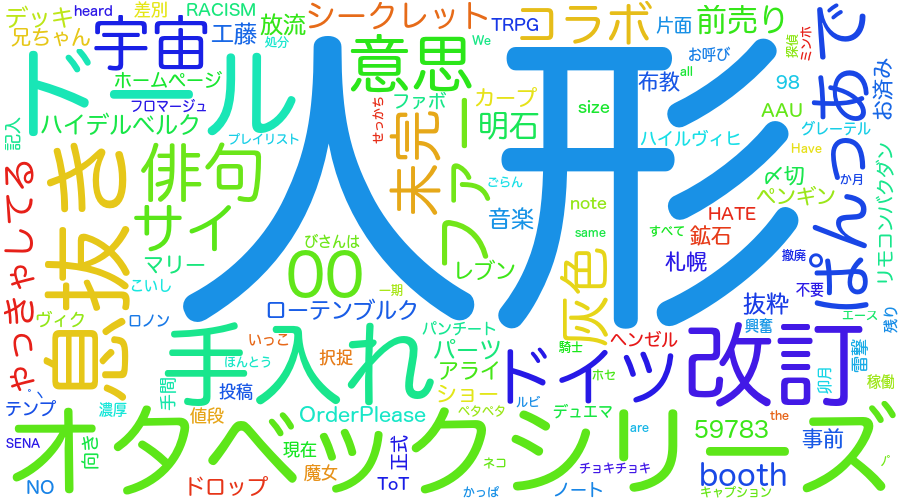 デッキ
heard
差別
RACISM
シークレット
コラボ
前売り
兄ちゃん
宇宙
工藤
放流
処分
TRPG
We
片面
探偵
ミンホ
ぱんつあで
ドール
ホームページ
意思
お呼び
布教
all
98
お済み
フロマージュ
ファボ
カープ
size
AAU
記入
ハイデルベルク
プレイリスト
せっかち
未完
ファー
明石
ハイルヴィヒ
グレーテル
Have
人形
息抜き
俳句
ごらん
〆切
か月
ペンギン
リモコンバクダン
やっきゃしてる
サイ
音楽
note
HATE
same
すべて
鉱石
撤廃
マリー
びさんは
00
レブン
灰色
札幌
不要
こいし
一期
抜粋
ヴィク
ロノン
ローテンブルク
興奮
エース
残り
手入れ
いっこ
パンチート
ほんとう
択捉
パーツ
騎士
ヘンゼル
ドイツ
改訂
雷撃
手間
投稿
アライ
ホセ
卯月
稼働
テンプ
濃厚
値段
ショー
ルビ
デュエマ
OrderPlease
ペタペタ
the
SENA
オタベックシリーズ
向き
現在
正式
are
59783
事前
NO
ドロップ
魔女
ToT
ネコ
チョキチョキ
booth
かっぱ
ノート
キャプション